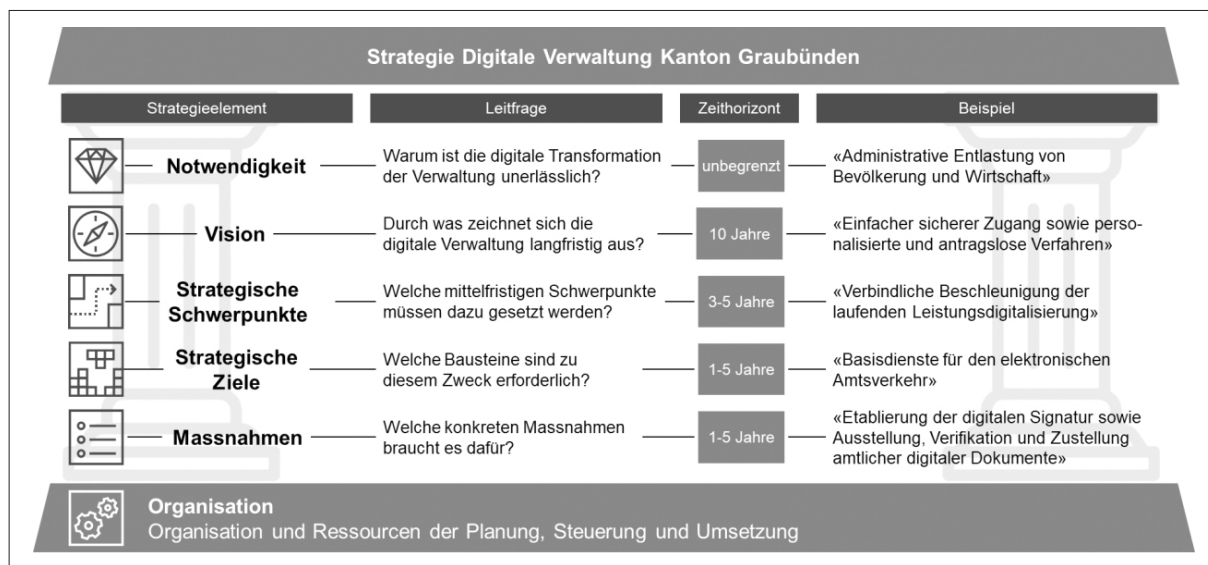 Strategie Digitale Verwaltung Kanton Graubünden
Strategieelement
Leitfrage
Zeithorizont
Beispiel
Notwendigkeit
Warum ist die digitale Transformation
der Verwaltung unerlässlich?
unbegrenzt
«Administrative Entlastung von
Bevölkerung und Wirtschaft»
Vision
Durch was zeichnet sich die
digitale Verwaltung langfristig aus?
10 Jahre
«Einfacher sicherer Zugang sowie perso-
nalisierte und antragslose Verfahren»
Strategische
Schwerpunkte
Welche mittelfristigen Schwerpunkte
müssen dazu gesetzt werden?
3-5 Jahre
«Verbindliche Beschleunigung der
laufenden Leistungsdigitalisierung»
Strategische
Ziele
Welche Bausteine sind zu
diesem Zweck erforderlich?
1-5 Jahre
«Basisdienste für den elektronischen
Amtsverkehr»
Massnahmen
Welche konkreten Massnahmen
braucht es dafür?
1-5 Jahre
«Etablierung der digitalen Signatur sowie
Ausstellung, Verifikation und Zustellung
amtlicher digitaler Dokumente»
Organisation
Organisation und Ressourcen der Planung, Steuerung und Umsetzung